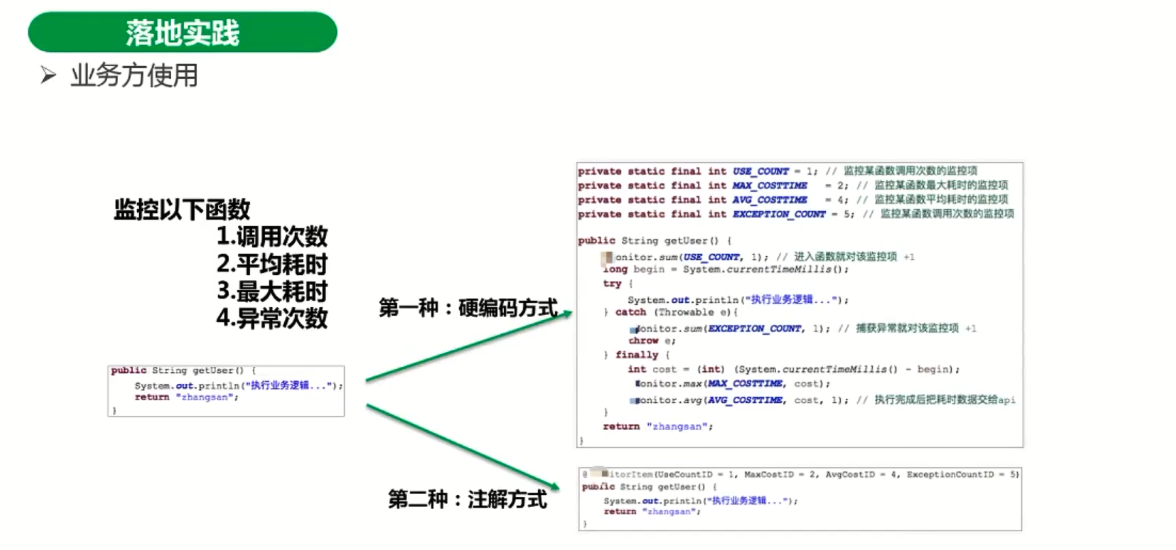 落地实践
➢ 业务方使用
监控以下函数
1.调用次数
2.平均耗时
3.最大耗时
4.异常次数
public String getUser() {
System.out.println("执行业务逻辑...");
return "zhangsan";
}
第一种：硬编码方式
private static final int USE_COUNT = 1; // 监控某函数调用次数的监控项
private static final int MAX_COSTTIME = 2; // 监控某函数最大耗时的监控项
private static final int AVG_COSTTIME = 4; // 监控某函数平均耗时的监控项
private static final int EXCEPTION_COUNT = 5; // 监控某函数调用次数的监控项
public String getUser() {
onitor.sum(USE_COUNT, 1); // 进入函数就对该监控项 +1
long begin = System.currentTimeMillis();
try {
System.out.println("执行业务逻辑...");
} catch (Throwable e){
onitor.sum(EXCEPTION_COUNT, 1); // 捕获异常就对该监控项 +1
throw e;
} finally {
int cost = (int) (System.currentTimeMillis() - begin);
onitor.max(MAX_COSTTIME, cost);
onitor.avg(AVG_COSTTIME, cost, 1); // 执行完成后把耗时数据交给api
}
return "zhangsan";
}
第二种：注解方式
@ itorItem(UseCountID = 1, MaxCostID = 2, AvgCostID = 4, ExceptionCountID = 5)
public String getUser() {
System.out.println("执行业务逻辑...");
return "zhangsan";
}